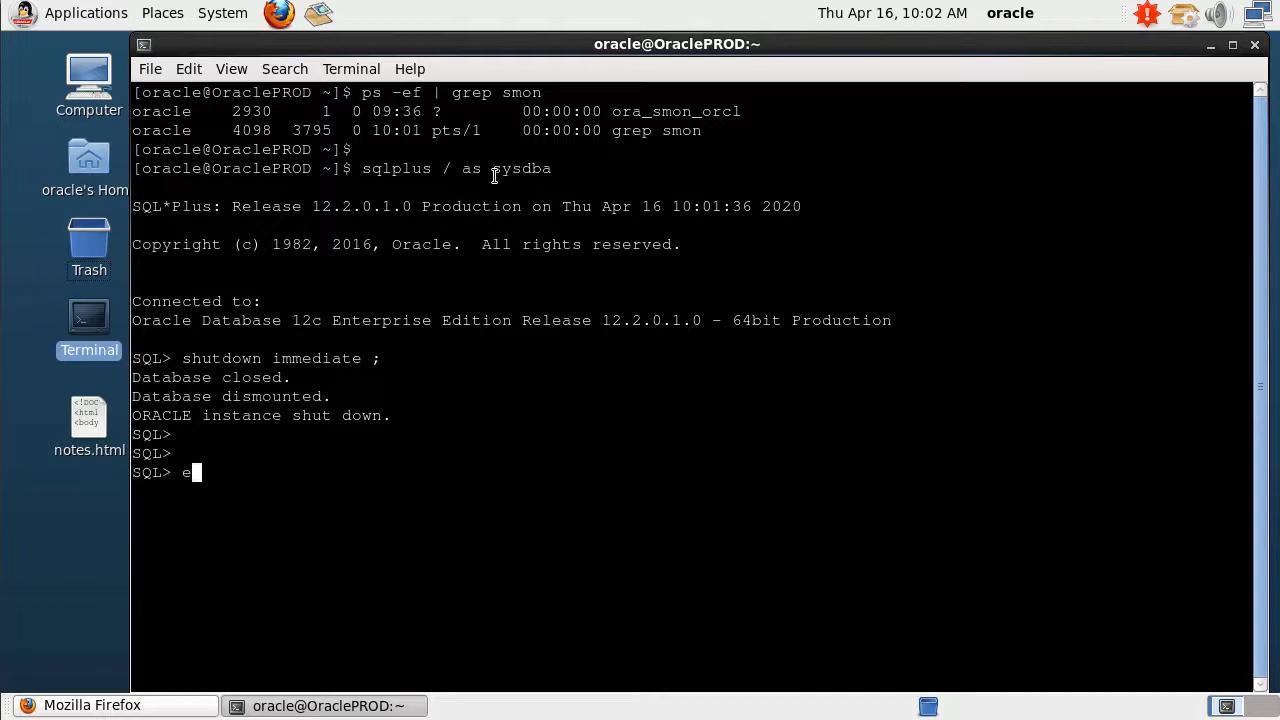 Applications Places System Thu Apr 16, 10:02 AM oracle
oracle@OraclePROD:~
File Edit View Search Terminal Help
[oracle@OraclePROD ~]$ ps -ef | grep smon
oracle 2930 1 0 09:36 ? 00:00:00 ora_smon_orcl
oracle 4098 3795 0 10:01 pts/1 00:00:00 grep smon
[oracle@OraclePROD ~]$
[oracle@OraclePROD ~]$ sqlplus / as sysdba
SQL*Plus: Release 12.2.0.1.0 Production on Thu Apr 16 10:01:36 2020
Copyright (c) 1982, 2016, Oracle. All rights reserved.
Connected to:
Oracle Database 12c Enterprise Edition Release 12.2.0.1.0 - 64bit Production
SQL> shutdown immediate ;
Database closed.
Database dismounted.
ORACLE instance shut down.
SQL>
SQL>
SQL> e
Computer
oracle's Hom
Trash
Terminal
<!DOC
<html
<body
notes.html
Mozilla Firefox
oracle@OraclePROD:~